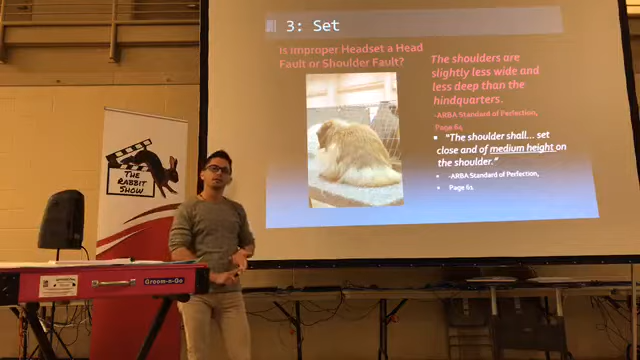 3: Set
Is Improper Headset a Head
Fault or Shoulder Fault?
The shoulders are
slightly less wide and
less deep than the
hindquarters.
-ARBA Standard of Perfection,
Page 62
"The shoulder shall... set
close and of medium height on
the shoulder."
-ARBA Standard of Perfection,
Page 61
THE
RABBIT
SHOW
Groom-n-Go